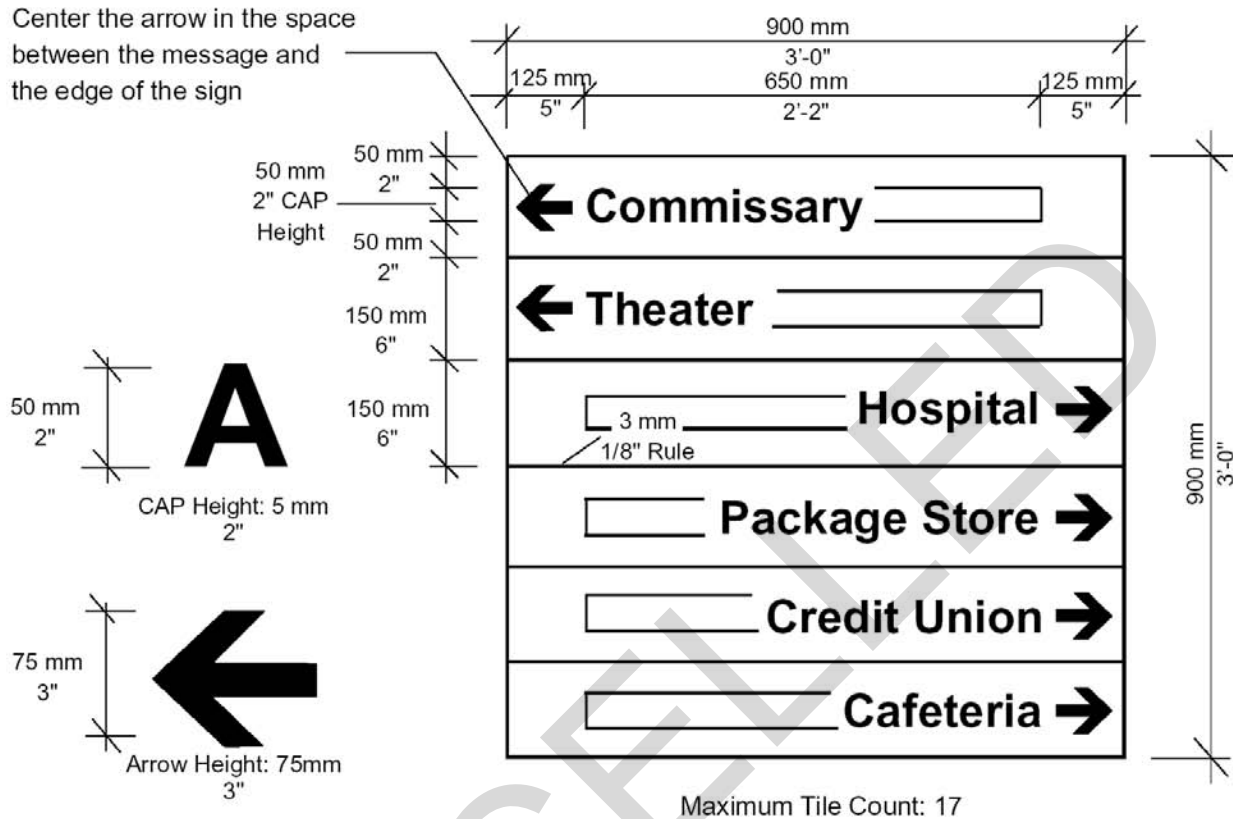 Center the arrow in the space
between the message and
the edge of the sign
900 mm
3'-0"
125 mm
5"
650 mm
2'-2"
125 mm
5"
50 mm
2"
50 mm
2" CAP
Height
50 mm
2"
150 mm
6"
150 mm
6"
Commissary
Theater
Hospital
3 mm
1/8" Rule
Package Store
Credit Union
Cafeteria
900 mm
3'-0"
50 mm
2"
A
CAP Height: 5 mm
2"
75 mm
3"
Arrow Height: 75mm
3"
Maximum Tile Count: 17
CELLED